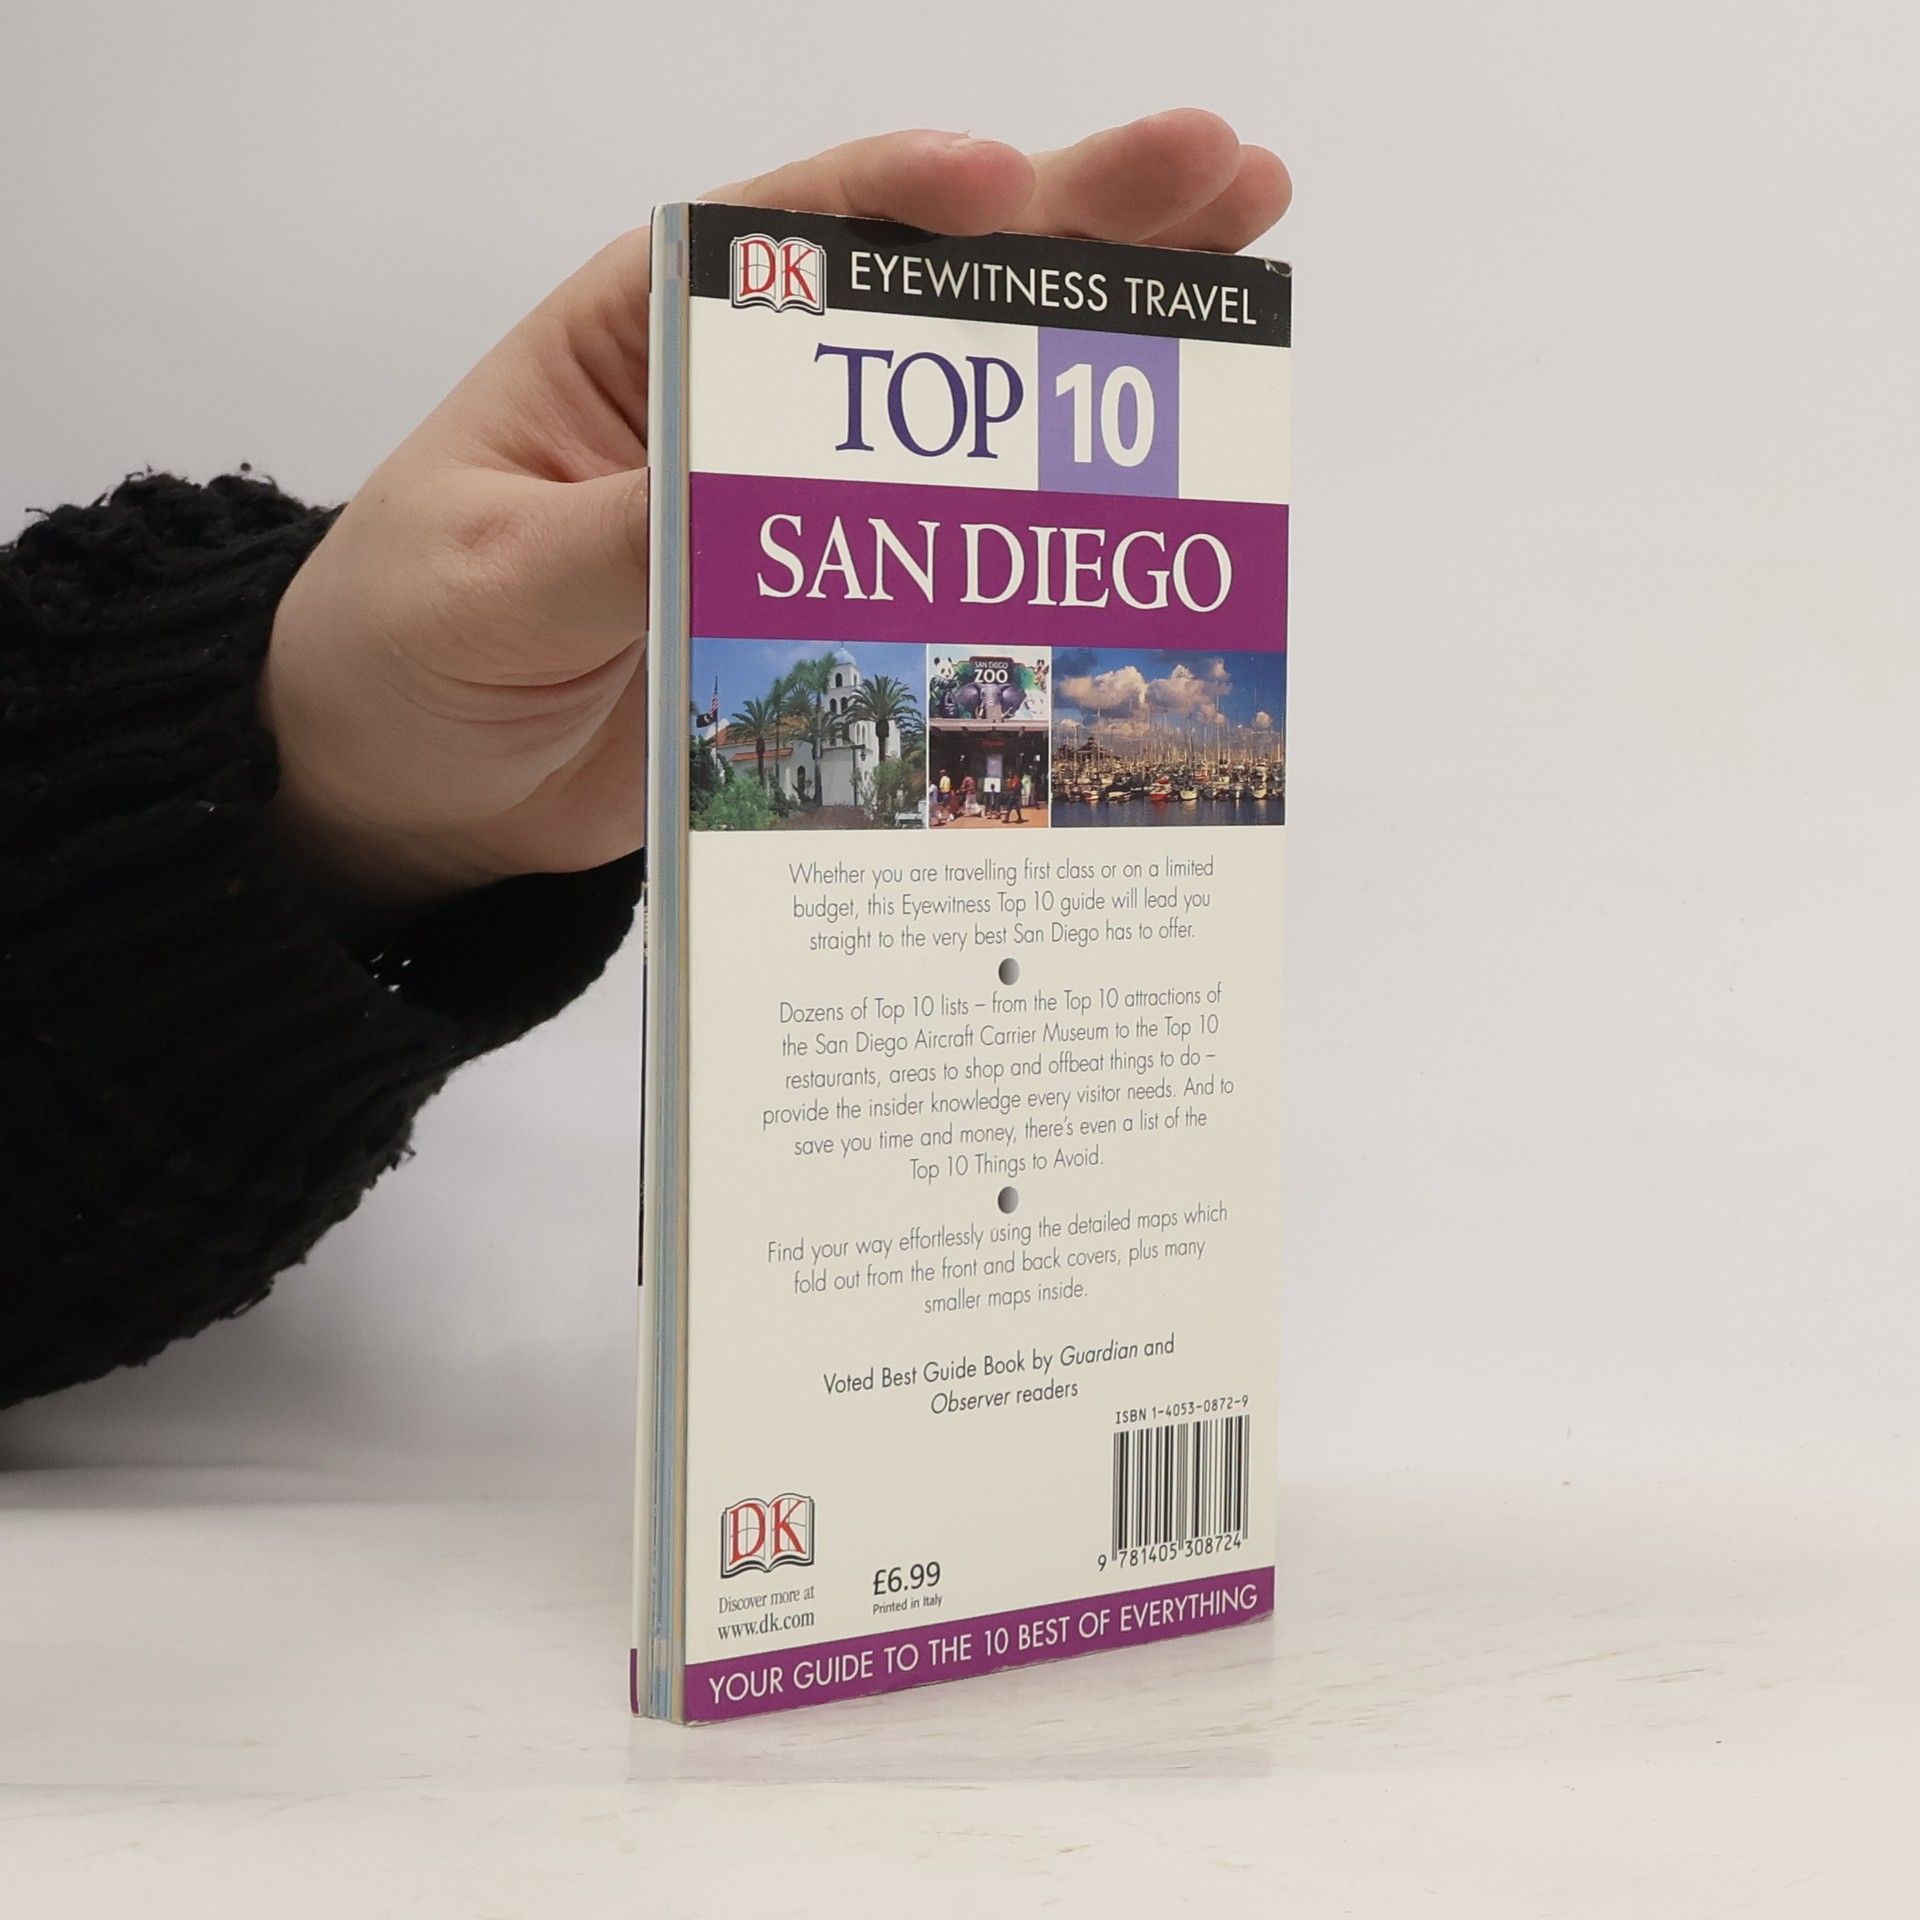 DK EYEWITNESS TRAVEL
TOP 10
SAN DIEGO
SAN DIEGO
ZOO
Whether you are travelling first class or on a limited
budget, this Eyewitness Top 10 guide will lead you
straight to the very best San Diego has to offer.
Dozens of Top 10 lists – from the Top 10 attractions of
the San Diego Aircraft Carrier Museum to the Top 10
restaurants, areas to shop and offbeat things to do –
provide the insider knowledge every visitor needs. And to
save you time and money, there's even a list of the
Top 10 Things to Avoid.
Find your way effortlessly using the detailed maps which
fold out from the front and back covers, plus many
smaller maps inside.
Voted Best Guide Book by Guardian and
Observer readers
ISBN 1-4053-0872-9
9 781405 308724
DK
Discover more at
www.dk.com
£6.99
Printed in Italy
YOUR GUIDE TO THE 10 BEST OF EVERYTHING